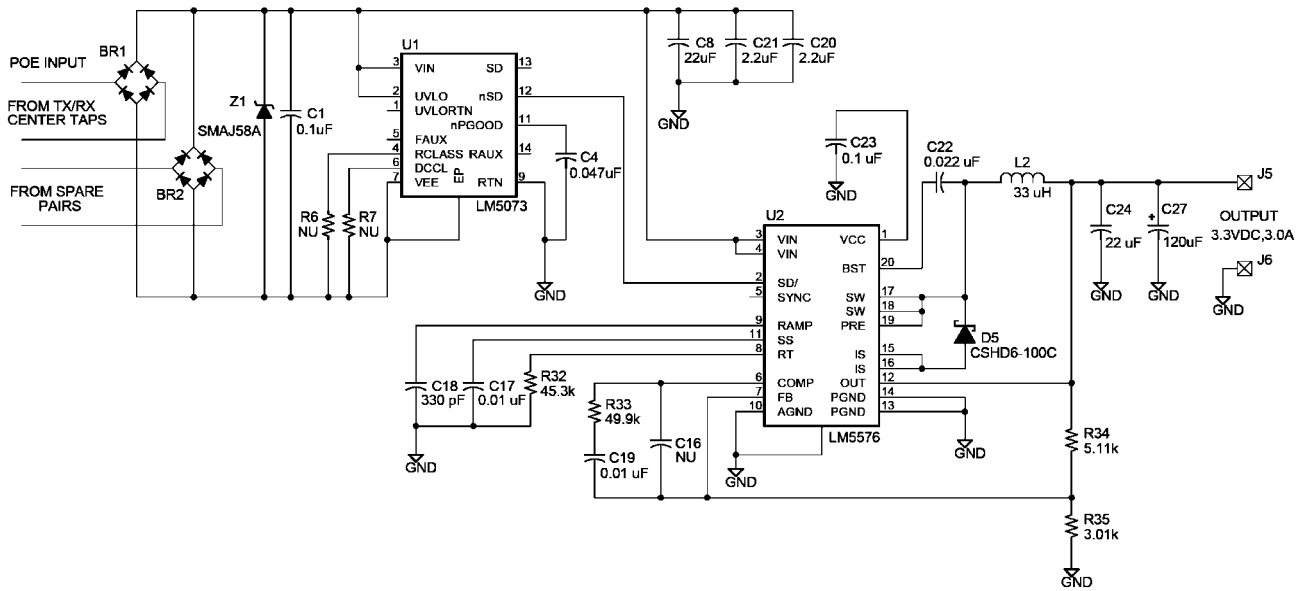 POE INPUT
FROM TX/RX
CENTER TAPS
FROM SPARE
PAIRS
BR1
BR2
Z1
SMAJ58A
C1
0.1uF
R6
NU
R7
NU
U1
3 VIN
2 UVLO
1 UVLORTN
5 FAUX
4 RCLASS
6 DCCL
7 VEE
EP
SD 13
nSD 12
nPGOOD 11
RAUX 14
RTN 9
LM5073
C4
0.047uF
GND
C8
22uF
C21
2.2uF
C20
2.2uF
GND
C23
0.1 uF
GND
C22
0.022 uF
L2
33 uH
U2
3 VIN
4 VIN
2 SD/
5 SYNC
9 RAMP
11 SS
8 RT
6 COMP
7 FB
10 AGND
VCC 1
BST 20
SW 17
SW 18
PRE 19
IS 15
IS 16
OUT 12
PGND 14
PGND 13
LM5576
D5
CSHD6-100C
C24
22 uF
GND
C27
+
120uF
GND
J5
OUTPUT
3.3VDC,3.0A
J6
GND
C18
330 pF
C17
0.01 uF
R32
45.3k
GND
R33
49.9k
C19
0.01 uF
C16
NU
GND
GND
R34
5.11k
R35
3.01k
GND